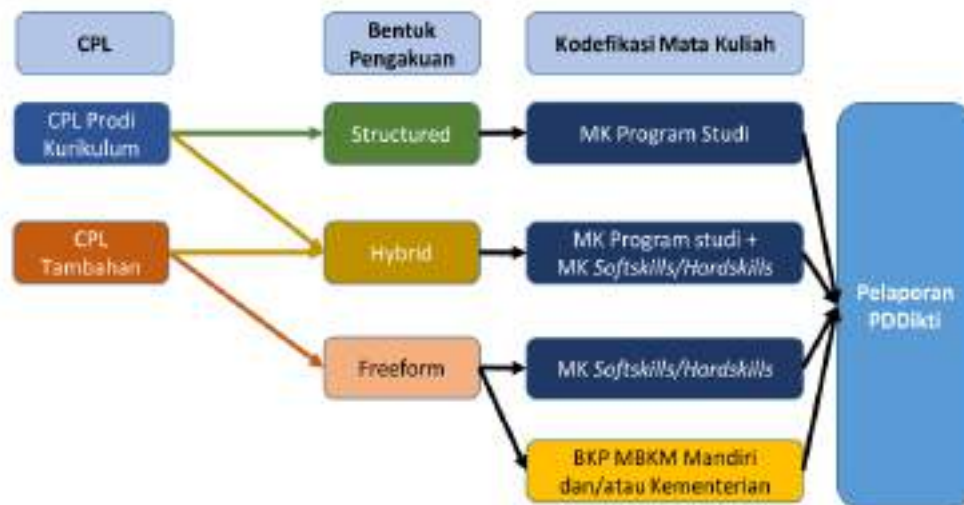 CPL
Bentuk
Pengakuan
Kodefikasi Mata Kuliah
CPL Prodi
Kurikulum
Structured
MK Program Studi
CPL
Tambahan
Hybrid
MK Program studi +
MK Softskills/Hardskills
Pelaporan
PDDikti
Freeform
MK Softskills/Hardskills
BKP MBKM Mandiri
dan/atau Kementerian